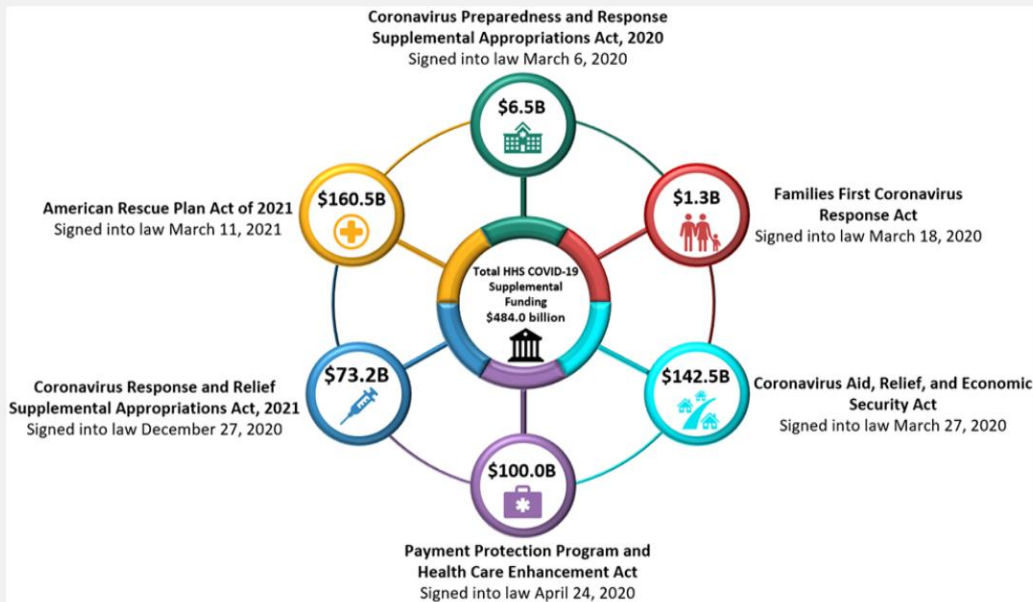 Coronavirus Preparedness and Response
Supplemental Appropriations Act, 2020
Signed into law March 6, 2020
$6.5B
$1.3B
Families First Coronavirus
Response Act
Signed into law March 18, 2020
$142.5B
Coronavirus Aid, Relief, and Economic
Security Act
Signed into law March 27, 2020
$100.0B
Payment Protection Program and
Health Care Enhancement Act
Signed into law April 24, 2020
$73.2B
Coronavirus Response and Relief
Supplemental Appropriations Act, 2021
Signed into law December 27, 2020
$160.5B
American Rescue Plan Act of 2021
Signed into law March 11, 2021
Total HHS COVID-19
Supplemental
Funding
$484.0 billion